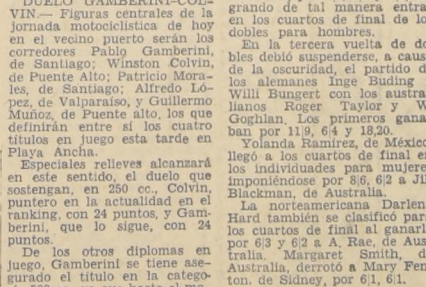 DUELO GAMBERINI-COL-
VIN.— Figuras centrales de la
jornada motociclística de hoy
en el vecino puerto serán los
corredores Pablo Gamberini,
de Santiago; Winston Colvin,
de Puente Alto; Patricio Mora-
les, de Santiago; Alfredo Ló-
pez, de Valparaíso, y Guillermo
Muñoz, de Puente alto, los que
definirán entre sí los cuatro
títulos en juego esta tarde en
Playa Ancha.
Especiales relieves alcanzará
en este sentido, el duelo que
sostengan, en 250 cc., Colvin,
puntero en la actualidad en el
ranking, con 24 puntos, y Gam-
berini, que lo sigue, con 24
puntos.
De los otros diplomas en
juego, Gamberini se tiene ase-
gurado el título en la catego-
grando de tal manera entra
en los cuartos de final de lo
dobles para hombres.
En la tercera vuelta de do
bles debió suspenderse, a caus
de la oscuridad, el partido d
los alemanes Inge Buding
Willi Bungert con los austra
lianos Roger Taylor y W
Goghlan. Los primeros gana
ban por 11|9, 6|4 y 18,20.
Yolanda Ramírez, de México
llegó a los cuartos de final en
los individuades para mujere
imponiéndose por 8|6, 6|2 a Ji
Blackman, de Australia.
La norteamericana Darlen
Hard también se clasificó par
los cuartos de final al ganarl
por 6|3 y 6|2 a A. Rae, de Aus
tralia. Margaret Smith, d
Australia, derrotó a Mary Fen
ton. de Sidney, por 6|1, 6|1.